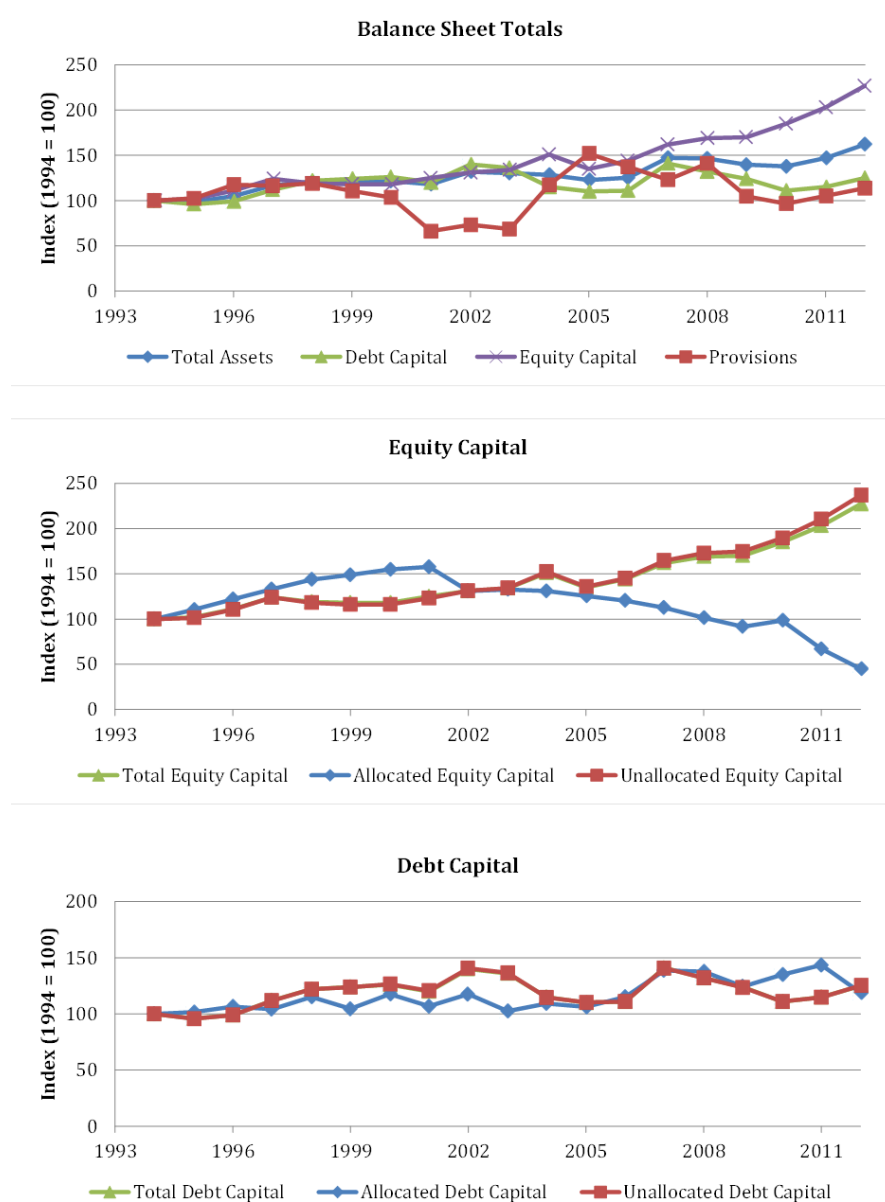 Balance Sheet Totals
Index (1994 = 100)
250
200
150
100
50
0
1993 1996 1999 2002 2005 2008 2011
Total Assets Debt Capital Equity Capital Provisions
Equity Capital
Index (1994 = 100)
250
200
150
100
50
0
1993 1996 1999 2002 2005 2008 2011
Total Equity Capital Allocated Equity Capital Unallocated Equity Capital
Debt Capital
Index (1994 = 100)
200
150
100
50
0
1993 1996 1999 2002 2005 2008 2011
Total Debt Capital Allocated Debt Capital Unallocated Debt Capital